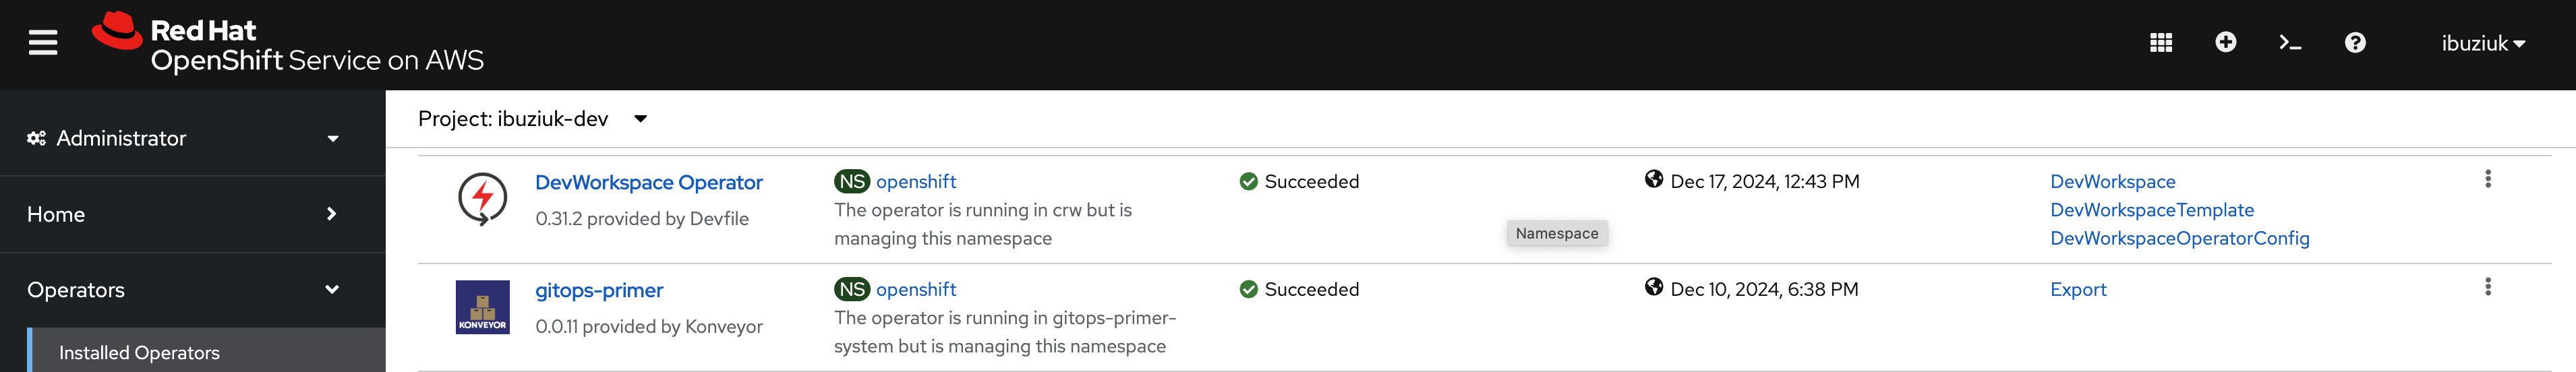 Red Hat
OpenShift Service on AWS
ibuziuk
Administrator
Home
Operators
Installed Operators
Project: ibuziuk-dev
DevWorkspace Operator
0.31.2 provided by Devfile
NS openshift
The operator is running in crw but is
managing this namespace
Succeeded
Namespace
Dec 17, 2024, 12:43 PM
DevWorkspace
DevWorkspaceTemplate
DevWorkspaceOperatorConfig
KONVEYOR
gitops-primer
0.0.11 provided by Konveyor
NS openshift
The operator is running in gitops-primer-
system but is managing this namespace
Succeeded
Dec 10, 2024, 6:38 PM
Export